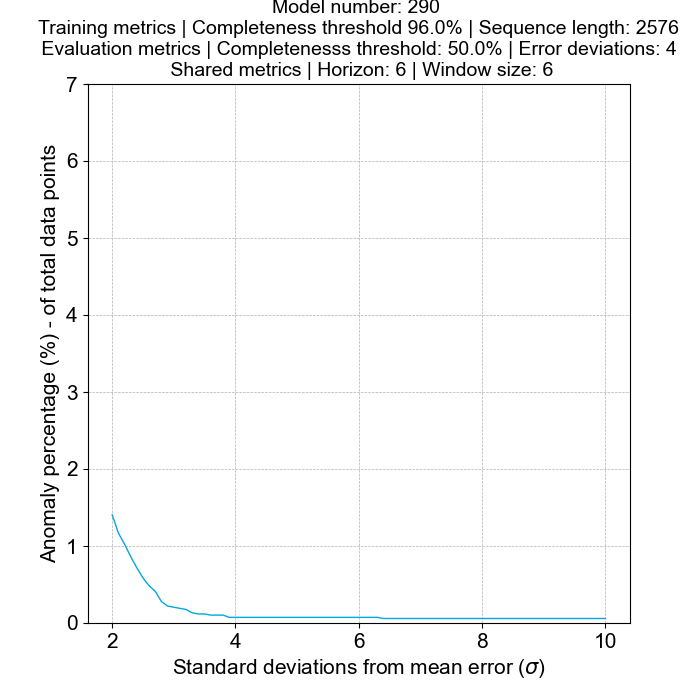 Model number: 290
Training metrics | Completeness threshold 96.0% | Sequence length: 2576
Evaluation metrics | Completenesss threshold: 50.0% | Error deviations: 4
Shared metrics | Horizon: 6 | Window size: 6
7
6
5
4
3
2
1
0
Anomaly percentage (%) - of total data points
2 4 6 8 10
Standard deviations from mean error (σ)